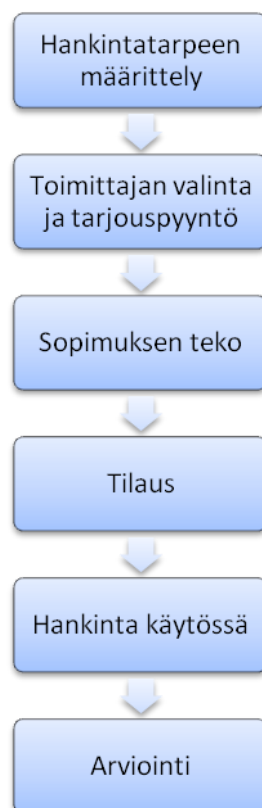 Hankintatarpeen
määrittely
Toimittajan valinta
ja tarjouspyyntö
Sopimuksen teko
Tilaus
Hankinta käytössä
Arviointi